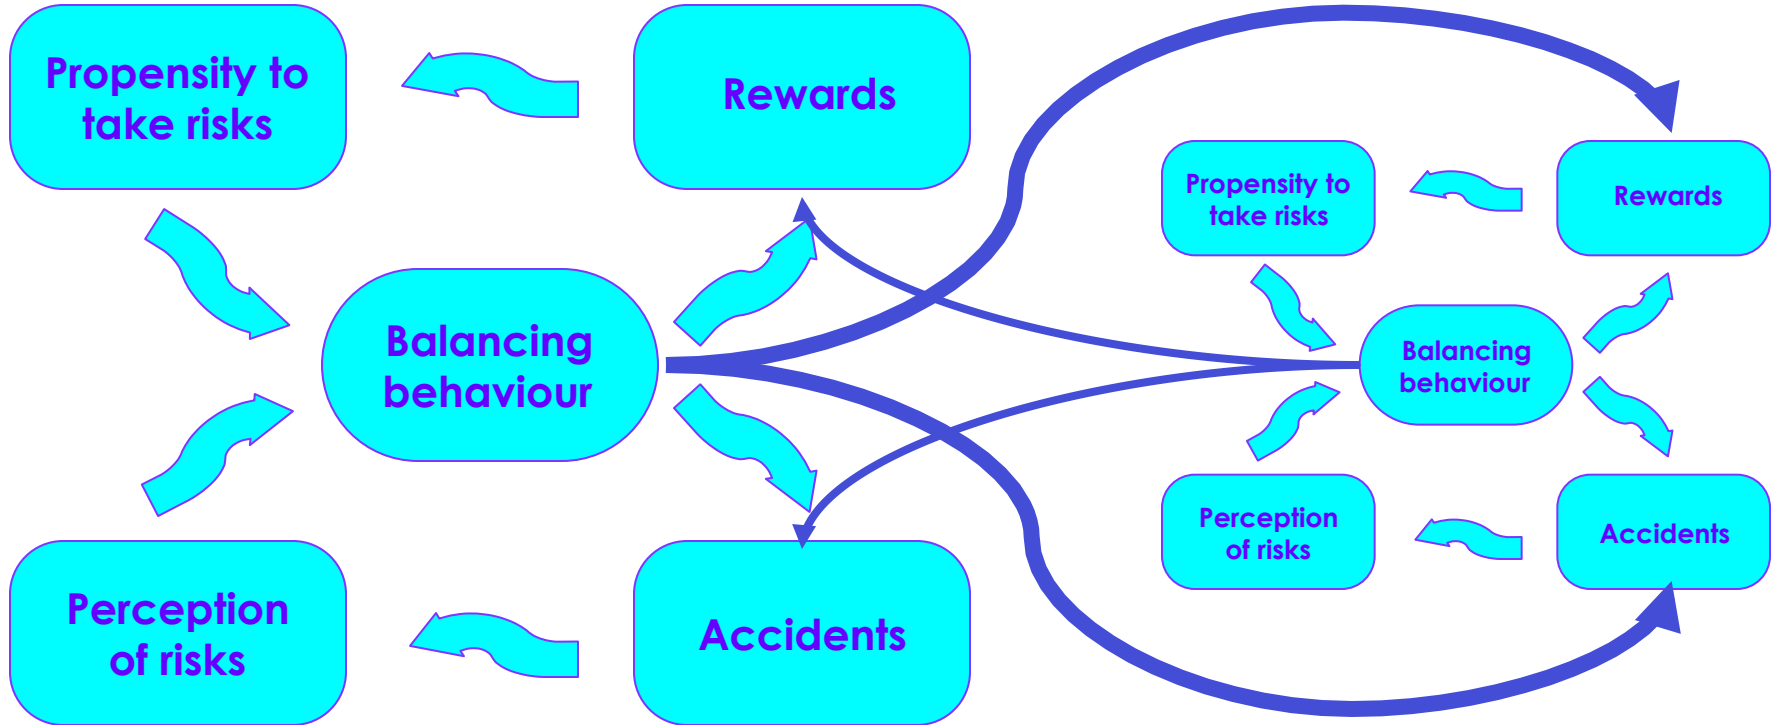 Propensity to
take risks
Rewards
Balancing
behaviour
Perception
of risks
Accidents
Propensity to
take risks
Rewards
Balancing
behaviour
Perception
of risks
Accidents